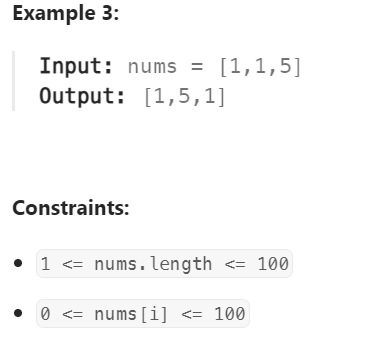 Example 3:
Input: nums = [1,1,5]
Output: [1,5,1]
Constraints:
1 <= nums.length <= 100
0 <= nums[i] <= 100